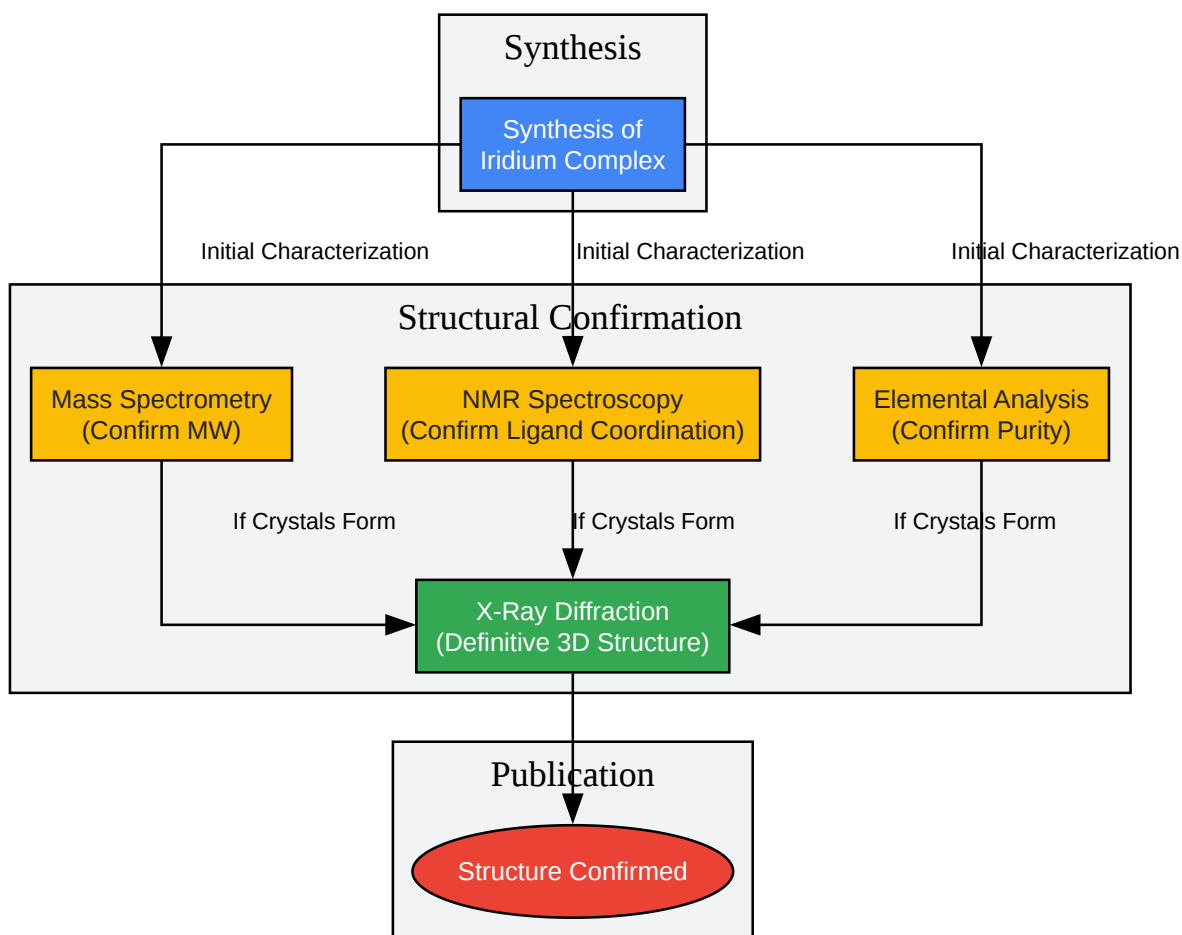 Synthesis
Synthesis of
Iridium Complex
Initial Characterization
Initial Characterization
Initial Characterization
Structural Confirmation
Mass Spectrometry
(Confirm MW)
NMR Spectroscopy
(Confirm Ligand Coordination)
Elemental Analysis
(Confirm Purity)
If Crystals Form
If Crystals Form
If Crystals Form
X-Ray Diffraction
(Definitive 3D Structure)
Publication
Structure Confirmed